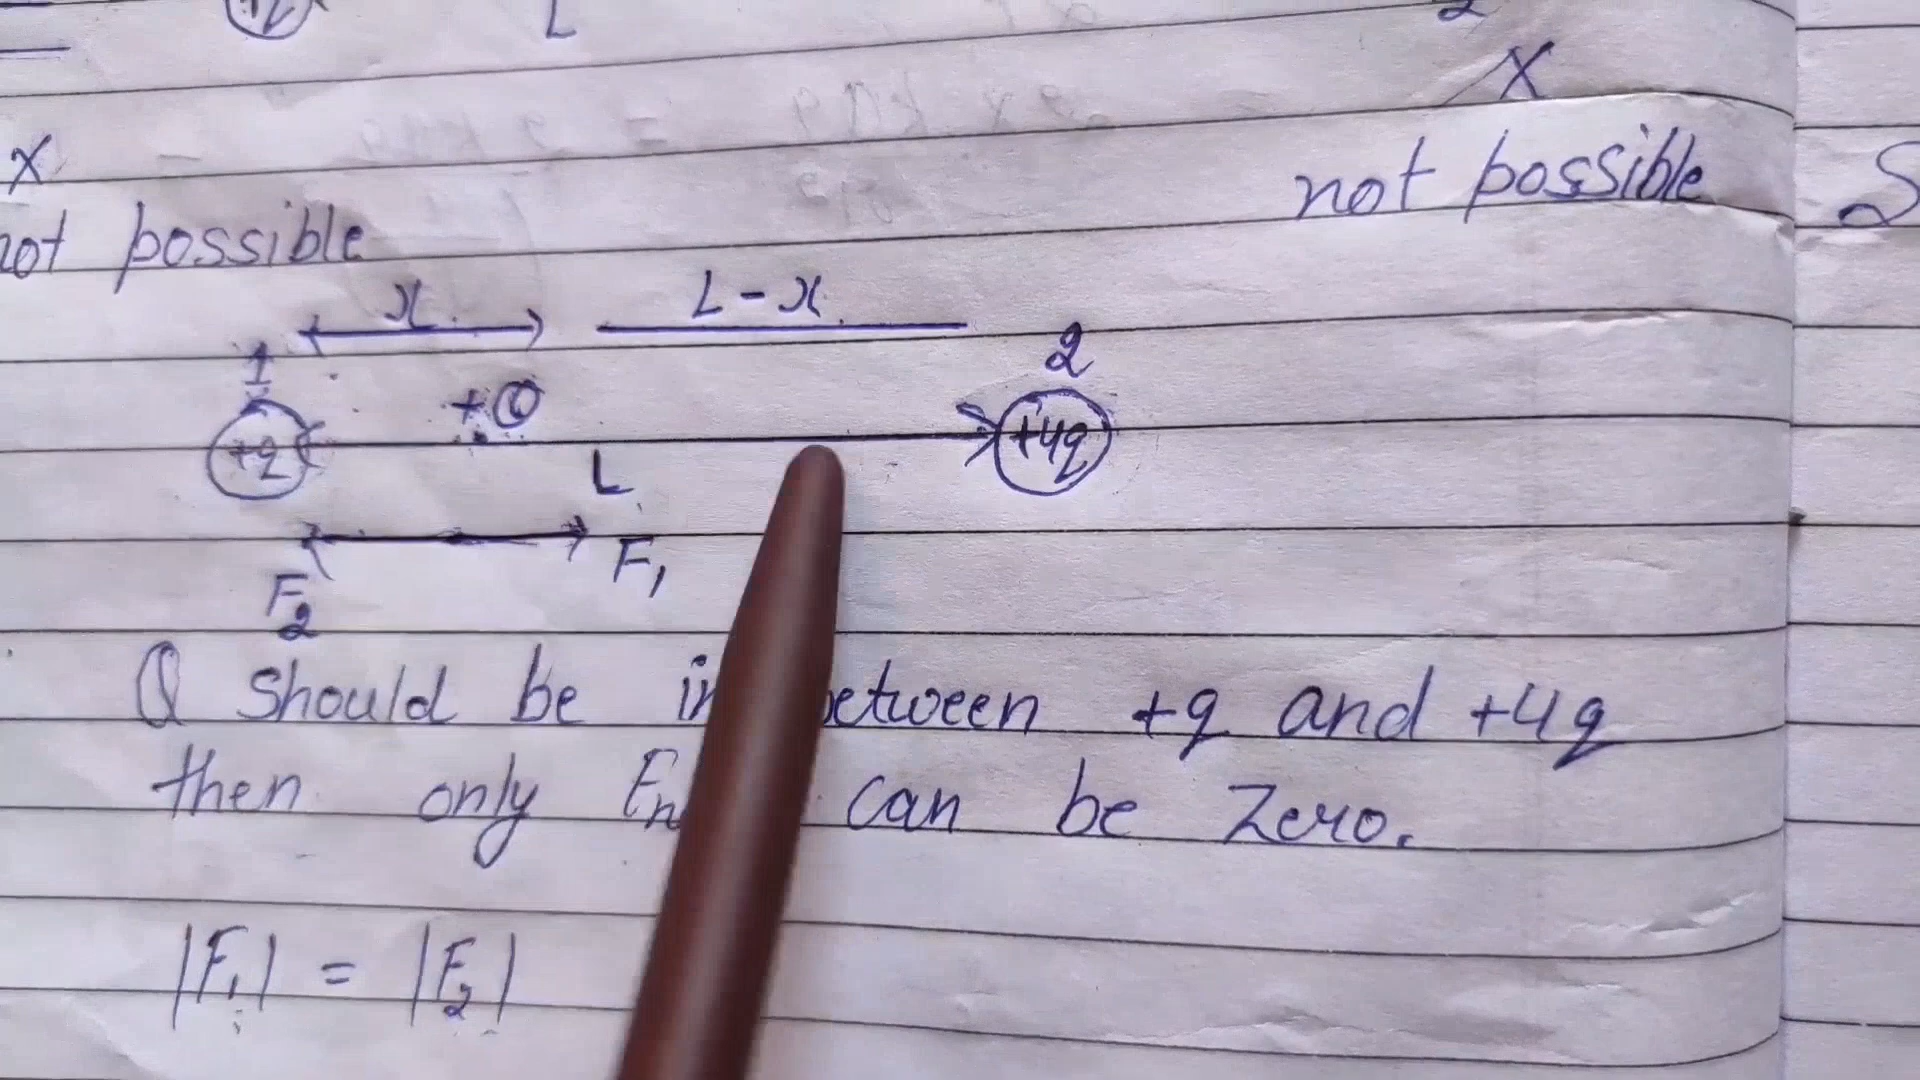 L
2
X
X
not possible
not possible
x
L-x
1
2
+Q
+q
+4q
L
F2
F1
Q should be in between +q and +4q
then only can be zero.
|F1| = |F2|